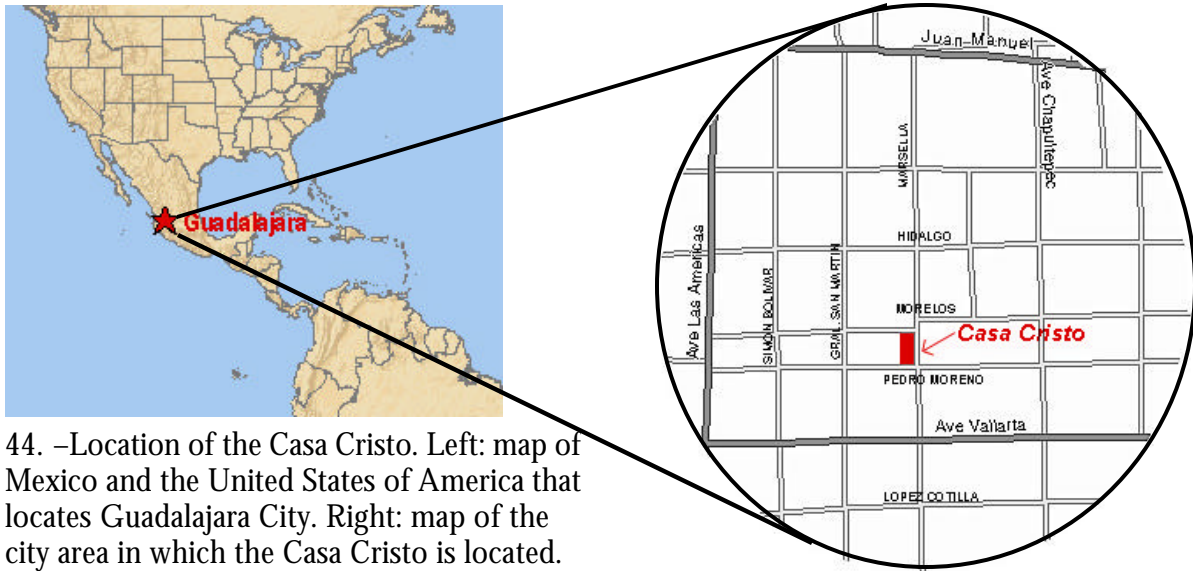 Guadalajara
44. –Location of the Casa Cristo. Left: map of
Mexico and the United States of America that
locates Guadalajara City. Right: map of the
city area in which the Casa Cristo is located.
Juan Manuel
Ave Chapultepec
MARSELLA
HIDALGO
Ave Las Americas
SIMON BOLIVAR
GRAL. SAN MARTIN
MORELOS
Casa Cristo
PEDRO MORENO
Ave Vallarta
LOPEZ COTILLA